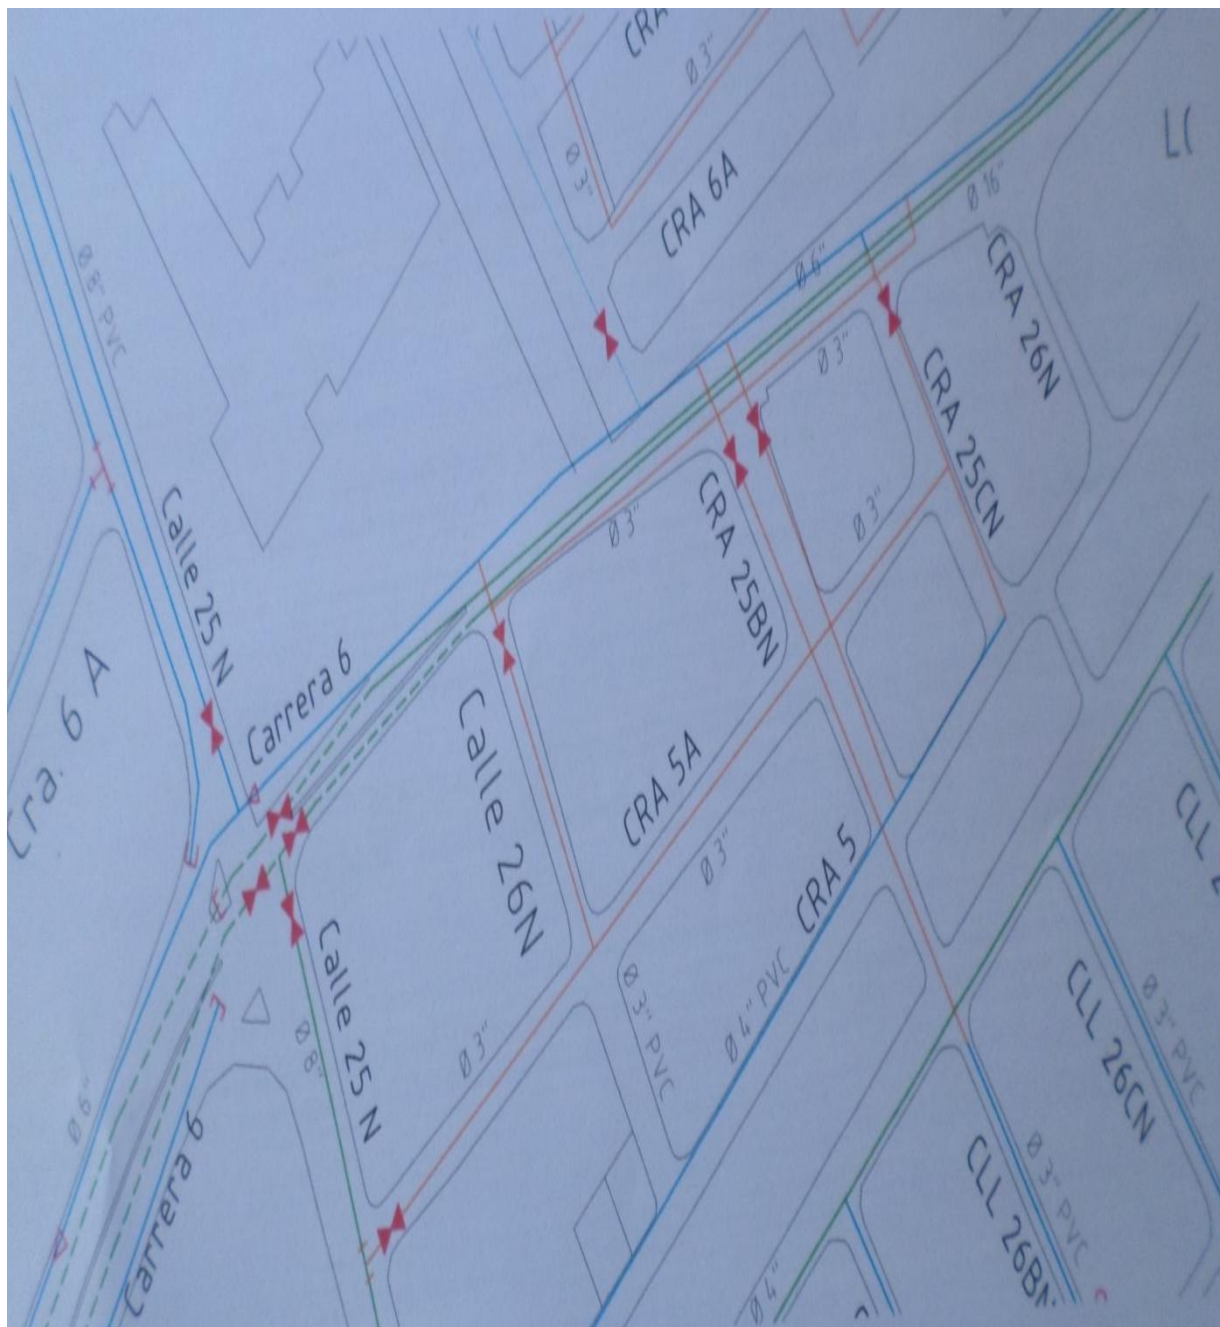 CRA
Ø 3"
Ø 3"
CRA 6A
Ø 16"
Ø 6"
Ø 8" PVC
CRA 26N
Ø 3"
CRA 25CN
Calle 25 N
Ø 3"
CRA 25BN
Ø 3"
Carrera 6
Cra. 6 A
Calle 26N
CRA 5A
Ø 3"
CRA 5
CLL
Calle 25 N
Ø 3" PVC
Ø 4" PVC
CLL 26CN
Ø 3" PVC
Ø 8"
Ø 3"
Ø 6"
Carrera 6
CLL 26BN
Ø 3" PVC
Ø 4"